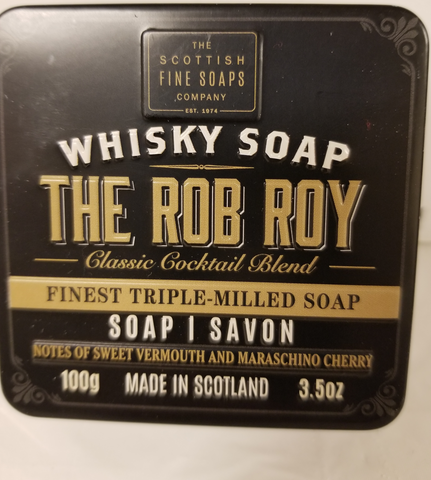 THE
SCOTTISH
FINE SOAPS
COMPANY
EST. 1974
WHISKY SOAP
THE ROB ROY
Classic Cocktail Blend
FINEST TRIPLE-MILLED SOAP
SOAP | SAVON
NOTES OF SWEET VERMOUTH AND MARASCHINO CHERRY
100g MADE IN SCOTLAND 3.5oz